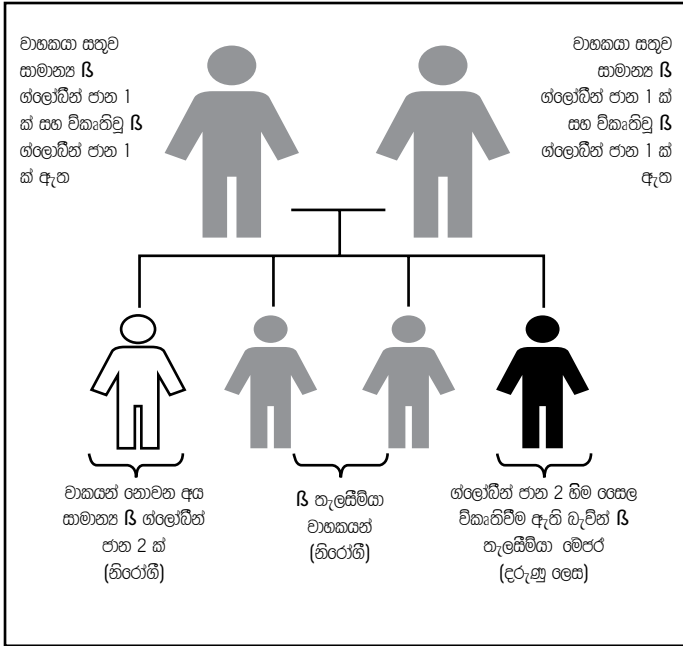 වාහකයා සතුව
සාමාන්‍ය ß
ග්ලෝබීන් ජාන 1
ක් සහ විකෘතිවූ ß
ග්ලෝබීන් ජාන 1
ක් ඇත
වාහකයා සතුව
සාමාන්‍ය ß
ග්ලෝබීන් ජාන 1 ක්
සහ විකෘතිවූ ß
ග්ලෝබීන් ජාන 1 ක්
ඇත
වාකයන් නොවන අය
සාමාන්‍ය ß ග්ලෝබීන්
ජාන 2 ක්
(නිරෝගී)
ß තැලසීමියා
වාහකයන්
(නිරෝගී)
ග්ලෝබීන් ජාන 2 හිම සෛල
විකෘතිවීම ඇති බැවින් ß
තැලසීමියා මේජර්
(දරුණු ලෙස)